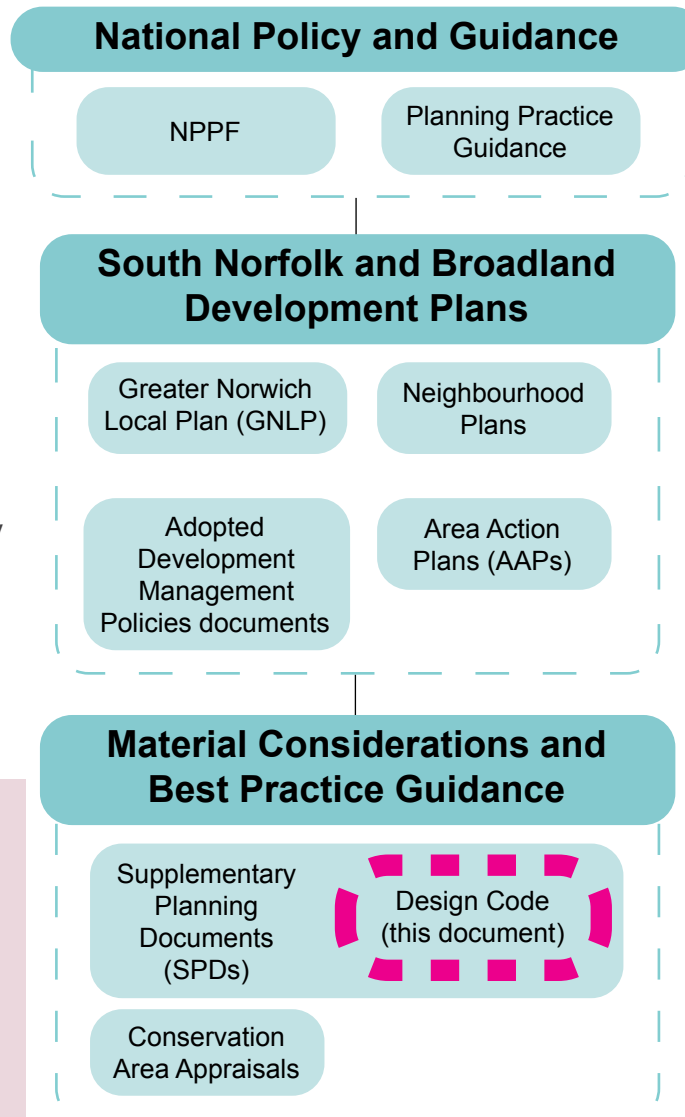 National Policy and Guidance
NPPF
Planning Practice
Guidance
South Norfolk and Broadland
Development Plans
Greater Norwich
Local Plan (GNLP)
Neighbourhood
Plans
Adopted
Development
Management
Policies documents
Area Action
Plans (AAPs)
Material Considerations and
Best Practice Guidance
Supplementary
Planning
Documents
(SPDs)
Design Code
(this document)
Conservation
Area Appraisals